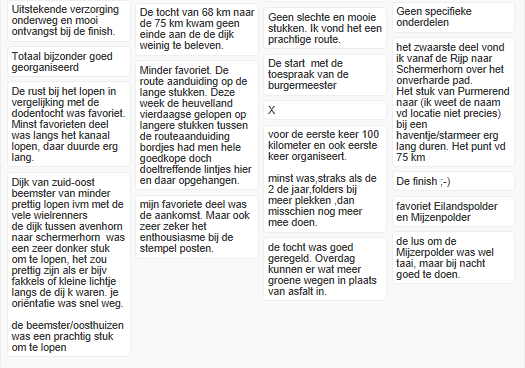 Uitstekende verzorging
onderweg en mooi
ontvangst bij de finish.
Totaal bijzonder goed
georganiseerd
De rust bij het lopen in
vergelijking met de
dodentocht was favoriet.
Minst favorieten deel
was langs het kanaal
lopen, daar duurde erg
lang.
Dijk van zuid-oost
beemster van minder
prettig lopen ivm met de
vele wielrenners
de dijk tussen avenhorn
naar schermerhorn was
een zeer donker stuk
om te lopen, het zou
prettig zijn als er bijv
fakkels of kleine lichtje
langs de dij k waren. je
oriëntatie was snel weg.
de beemster/oosthuizen
was een prachtig stuk
om te lopen
De tocht van 68 km naar
de 75 km kwam geen
einde aan de de dijk
weinig te beleven.
Minder favoriet. De
route aanduiding op de
lange stukken. Deze
week de heuvelland
vierdaagse gelopen op
langere stukken tussen
de routeaanduiding
bordjes had men hele
goedkope doch
doeltreffende lintjes hier
en daar opgehangen.
mijn favoriete deel was
de aankomst. Maar ook
zeer zeker het
enthousiasme bij de
stempel posten.
Geen slechte en mooie
stukken. Ik vond het een
prachtige route.
De start met de
toespraak van de
burgermeester
X
voor de eerste keer 100
kilometer en ook eerste
keer organiseert.
minst was,straks als de
2 de jaar,folders bij
meer plekken ,dan
misschien nog meer
mee doen.
de tocht was goed
geregeld. Overdag
kunnen er wat meer
groene wegen in plaats
van asfalt in.
Geen specifieke
onderdelen
het zwaarste deel vond
ik vanaf de Rijp naar
Schermerhorn over het
onverharde pad.
Het stuk van Purmerend
naar (ik weet de naam
vd locatie niet precies)
bij een
haventje/starmeer erg
lang duren. Het punt vd
75 km
De finish ;-)
favoriet Eilandspolder
en Mijzenpolder
de lus om de
Mijzerpolder was wel
taai, maar bij nacht
goed te doen.